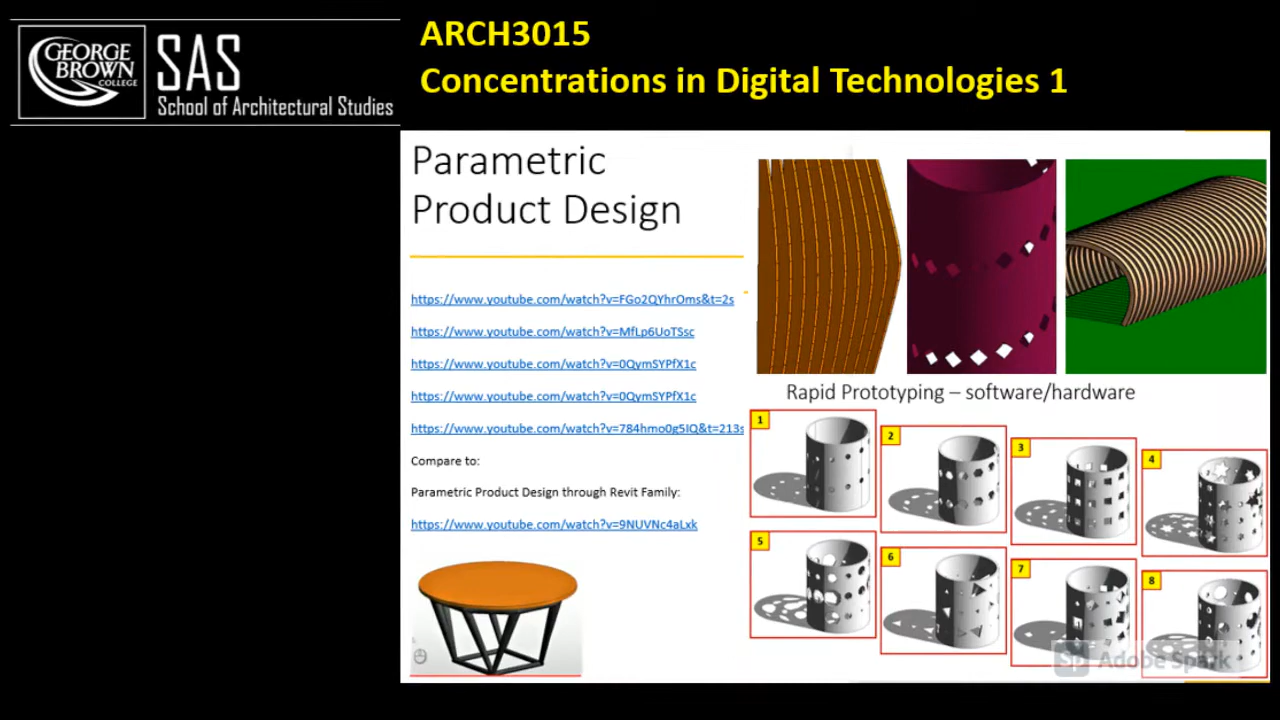 GEORGE
BROWN
COLLEGE
SAS
School of Architectural Studies
ARCH3015
Concentrations in Digital Technologies 1
Parametric
Product Design
https://www.youtube.com/watch?v=FGo2QYhrOms&t=2s
https://www.youtube.com/watch?v=MfLp6UoTSsc
https://www.youtube.com/watch?v=0QymSYPfX1c
https://www.youtube.com/watch?v=0QymSYPfX1c
https://www.youtube.com/watch?v=784hmo0g5IQ&t=213s
Compare to:
Parametric Product Design through Revit Family:
https://www.youtube.com/watch?v=9NUVNc4aLxk
Rapid Prototyping – software/hardware
1
2
3
4
5
6
7
8
Sp Adobe Spark